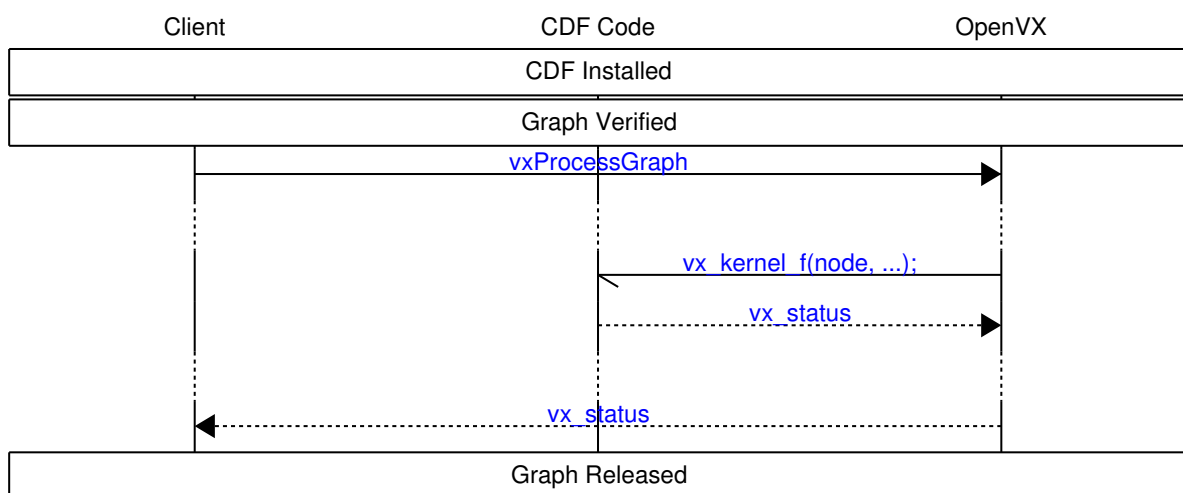 Client CDF Code OpenVX
CDF Installed
Graph Verified
vxProcessGraph
vx_kernel_f(node, ...);
vx_status
vx_status
Graph Released